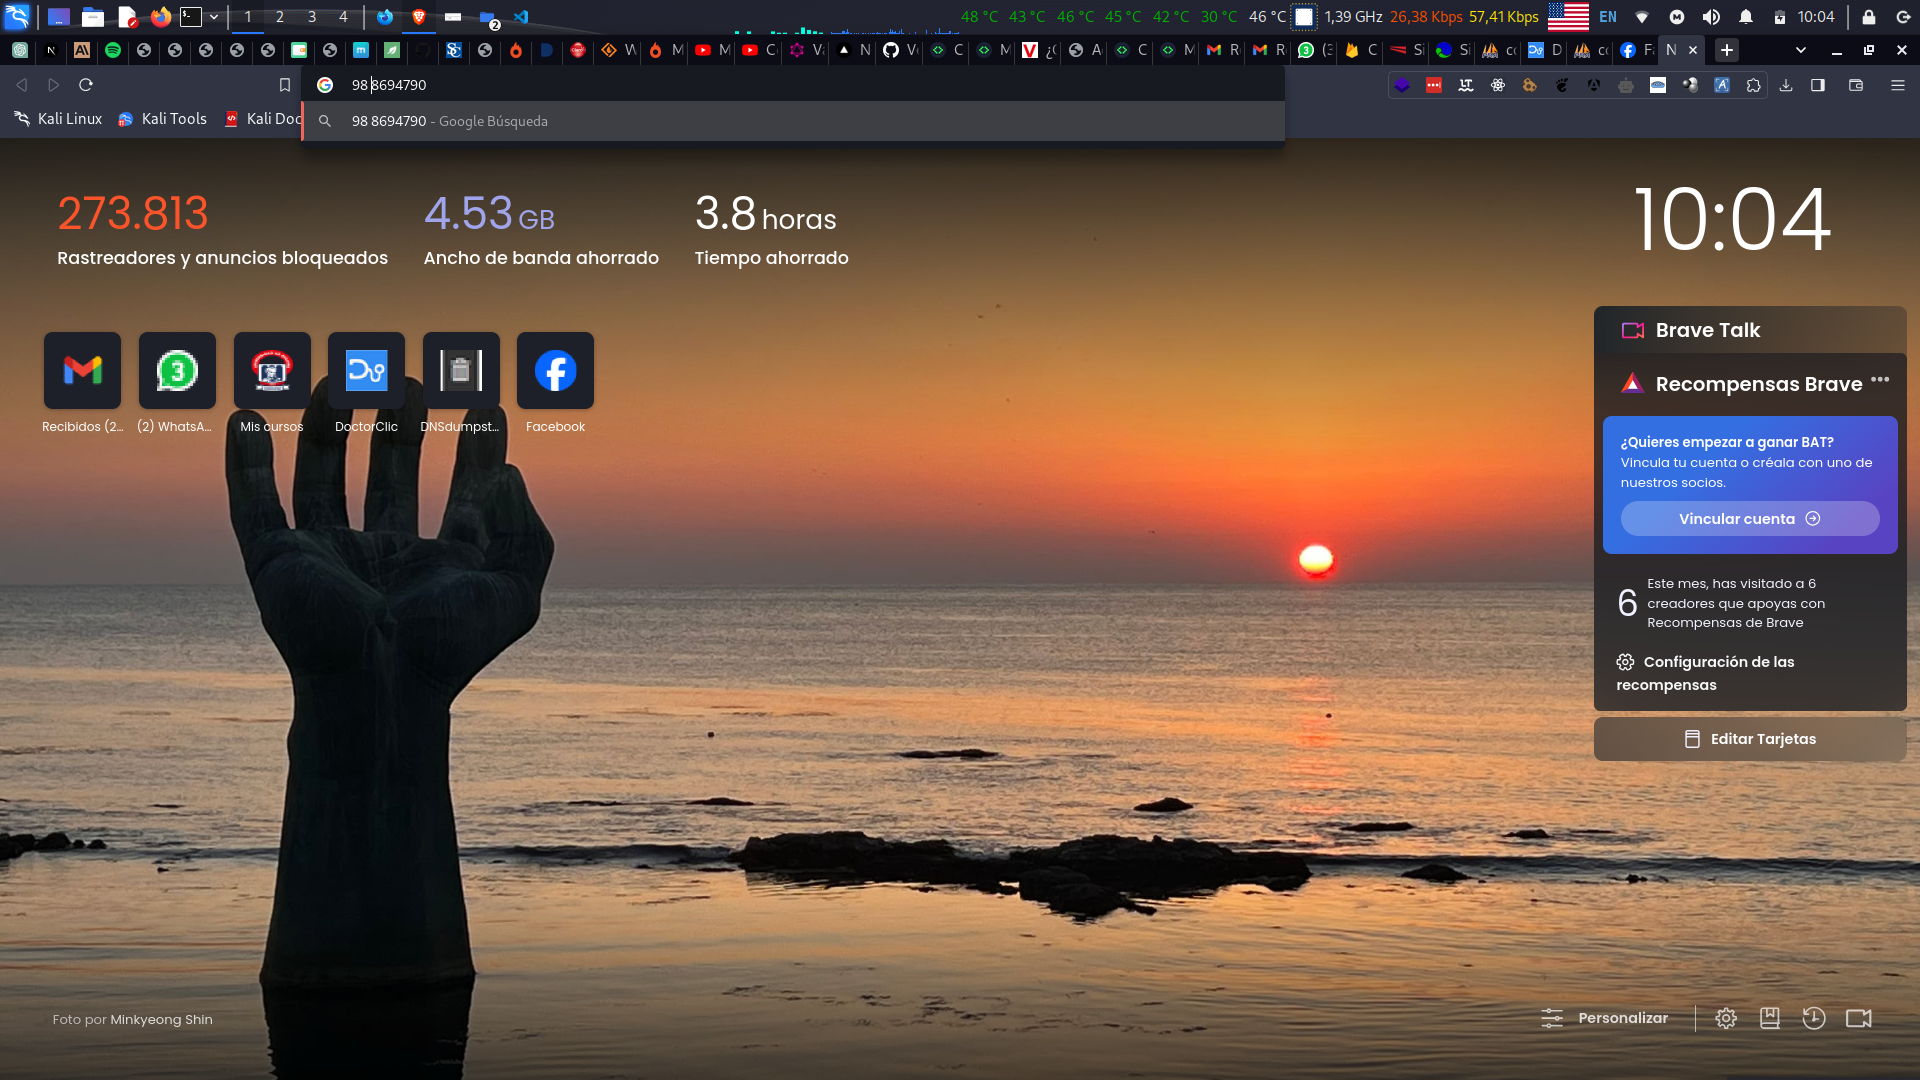 1 2 3 4 2 48 °C 43 °C 46 °C 45 °C 42 °C 30 °C 46 °C 1,39 GHz 26,38 Kbps 57,41 Kbps EN 10:04
98 8694790
98 8694790 - Google Búsqueda
Kali Linux Kali Tools Kali Doc
273.813 4.53 GB 3.8 horas
Rastreadores y anuncios bloqueados Ancho de banda ahorrado Tiempo ahorrado
10:04
Brave Talk
Recompensas Brave
¿Quieres empezar a ganar BAT?
Vincula tu cuenta o créala con uno de
nuestros socios.
Vincular cuenta
6 Este mes, has visitado a 6
creadores que apoyas con
Recompensas de Brave
Configuración de las
recompensas
Editar Tarjetas
3
Recibidos (2... (2) WhatsA... Mis cursos DoctorClic DNSdumpst... Facebook
Foto por Minkyeong Shin
Personalizar